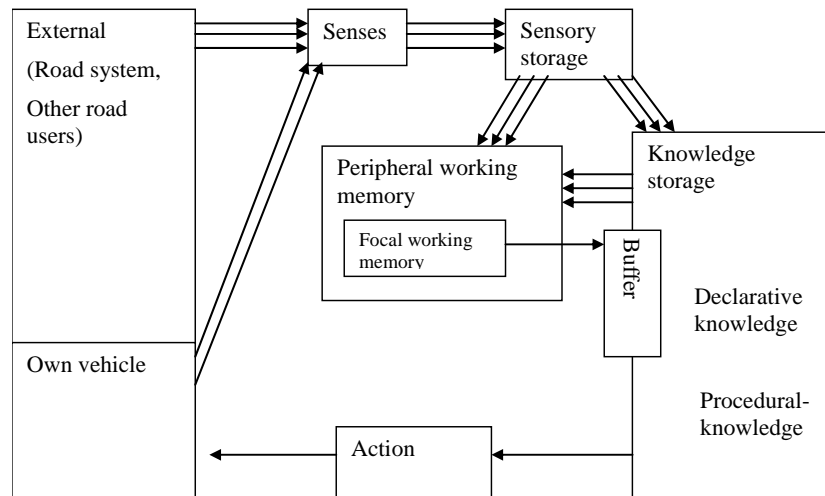 External
(Road system,
Other road
users)
Senses
Sensory
storage
Peripheral working
memory
Focal working
memory
Knowledge
storage
Buffer
Declarative
knowledge
Own vehicle
Procedural-
knowledge
Action